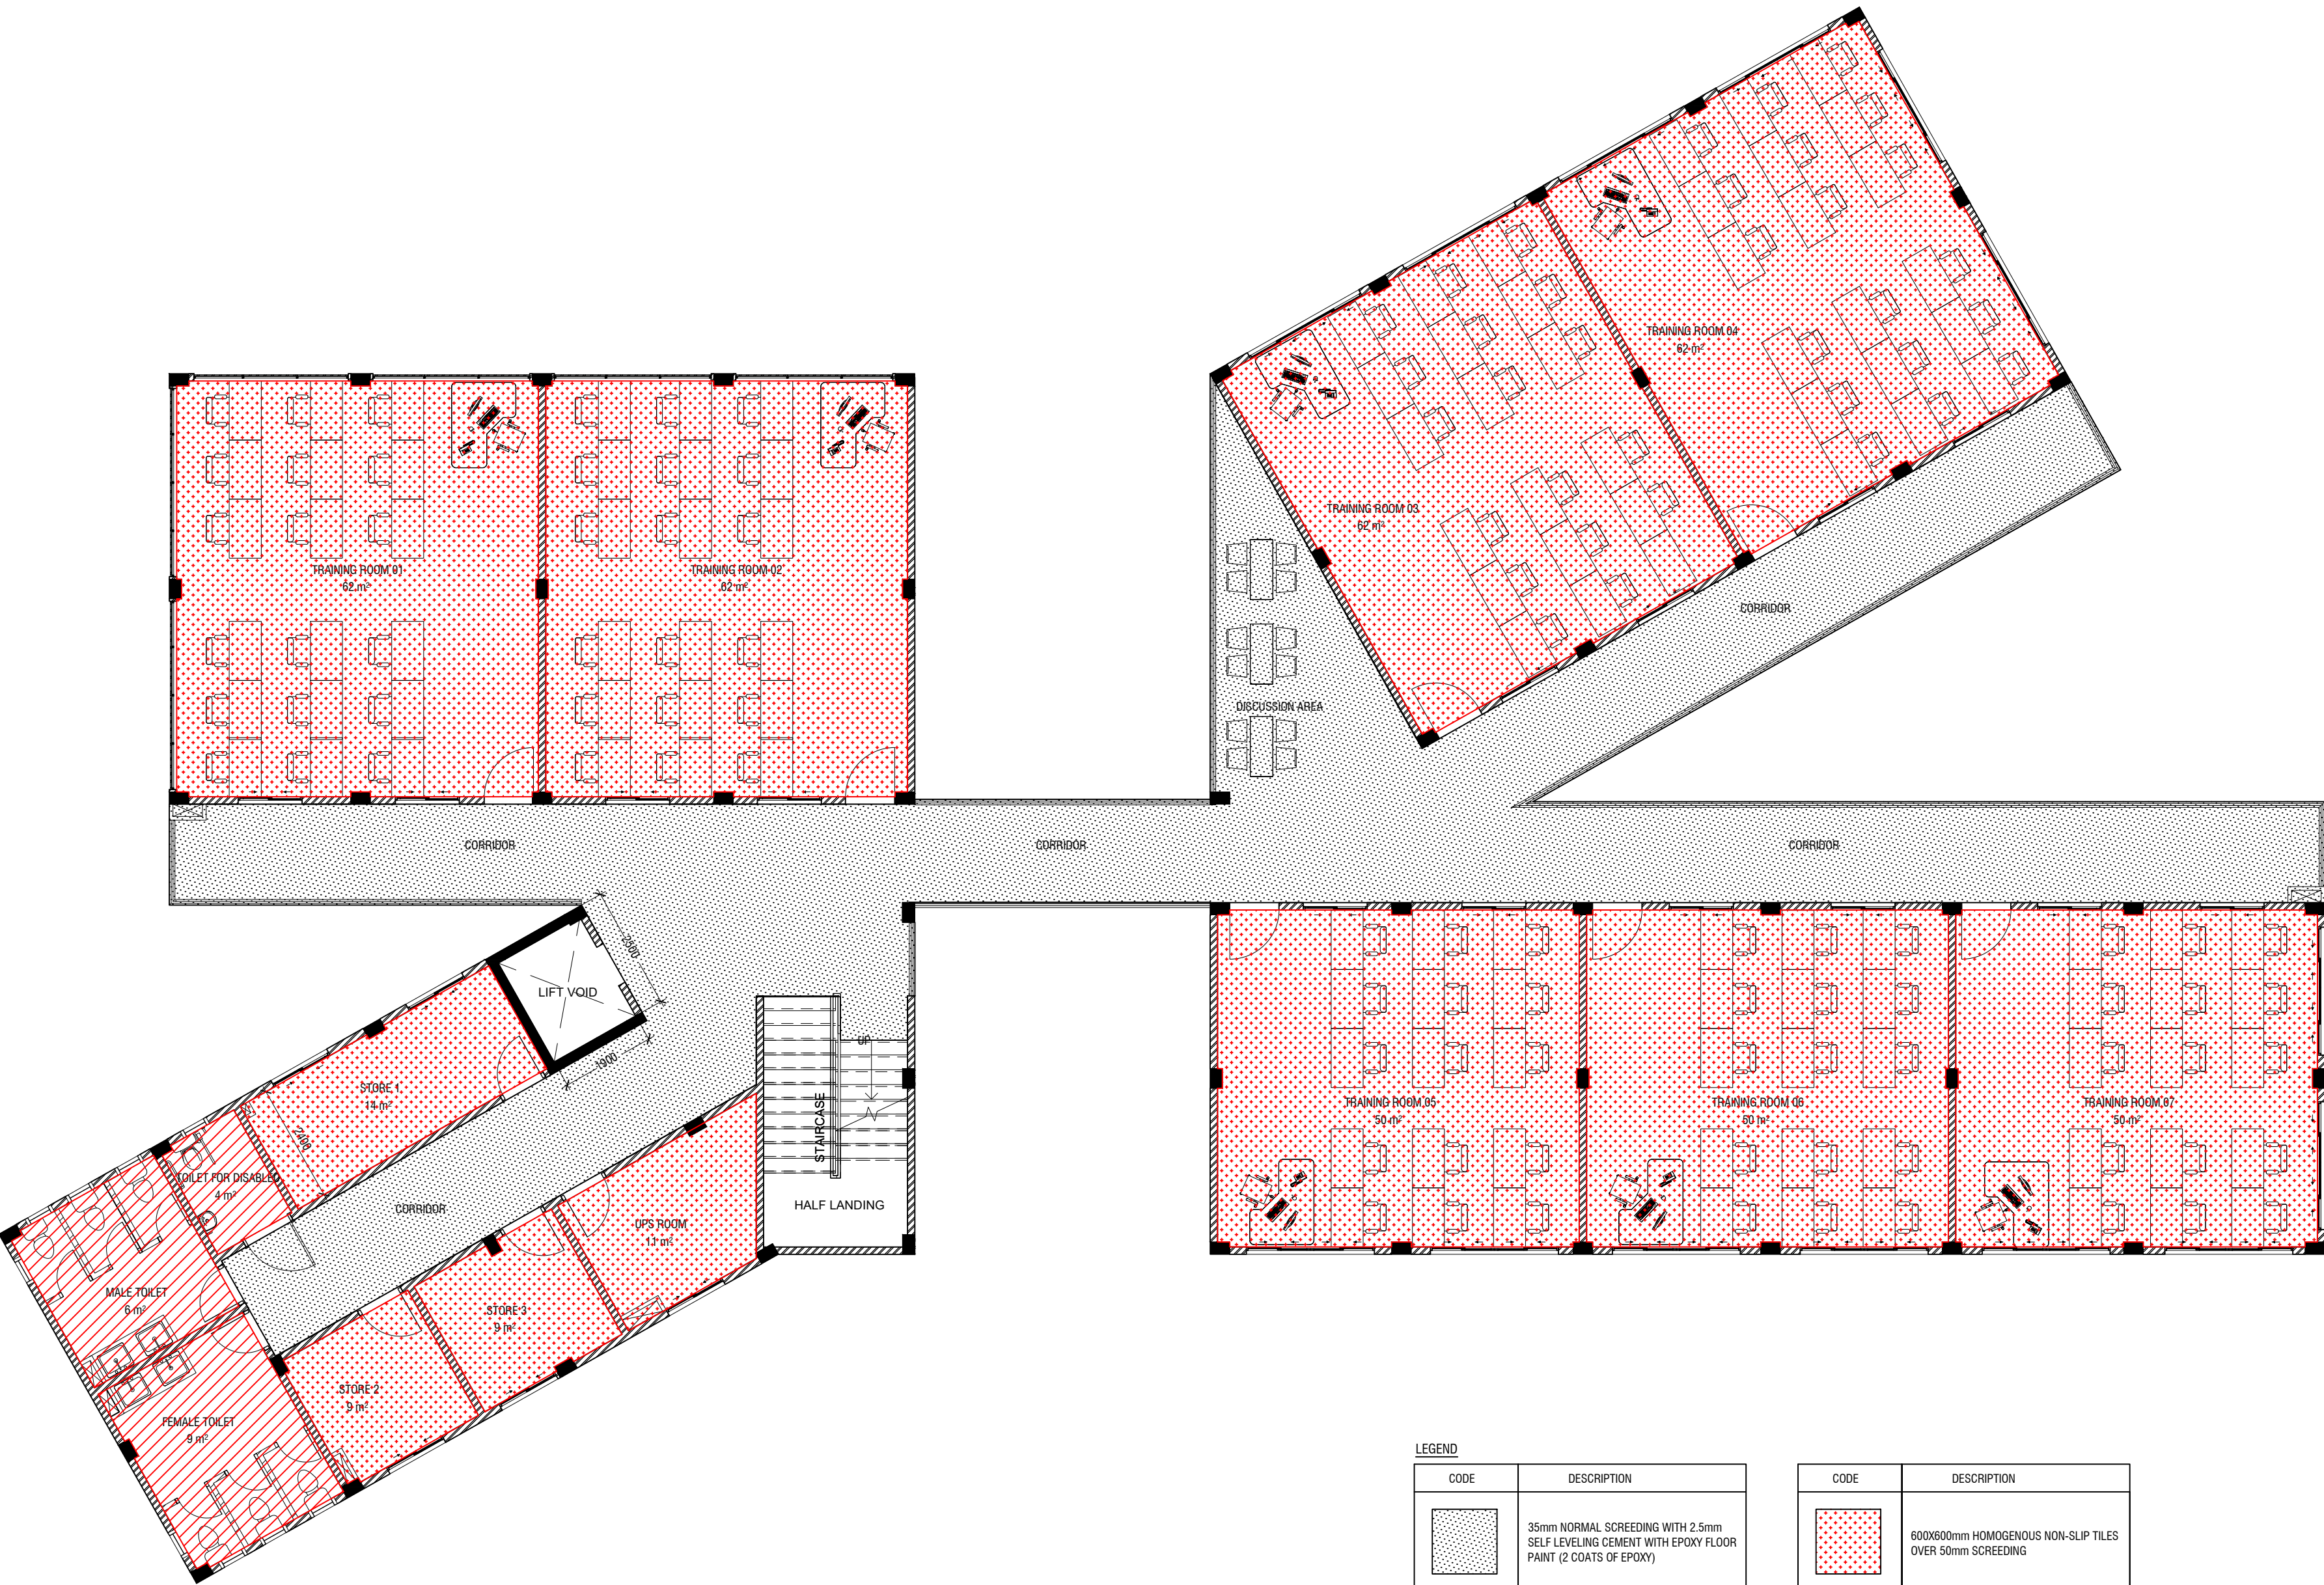 TRAINING ROOM 04
62 m²
TRAINING ROOM 03
62 m²
TRAINING ROOM 01
62 m²
TRAINING ROOM 02
62 m²
CORRIDOR
DISCUSSION AREA
CORRIDOR
CORRIDOR
CORRIDOR
2500
LIFT VOID
1900
UP
STAIRCASE
HALF LANDING
STORE 1
14 m²
2400
TOILET FOR DISABLED
4 m²
CORRIDOR
UPS ROOM
11 m²
MALE TOILET
6 m²
STORE 3
9 m²
STORE 2
9 m²
FEMALE TOILET
9 m²
TRAINING ROOM 05
50 m²
TRAINING ROOM 06
50 m²
TRAINING ROOM 07
50 m²
LEGEND
CODE DESCRIPTION
35mm NORMAL SCREEDING WITH 2.5mm
SELF LEVELING CEMENT WITH EPOXY FLOOR
PAINT (2 COATS OF EPOXY)
CODE DESCRIPTION
600X600mm HOMOGENOUS NON-SLIP TILES
OVER 50mm SCREEDING